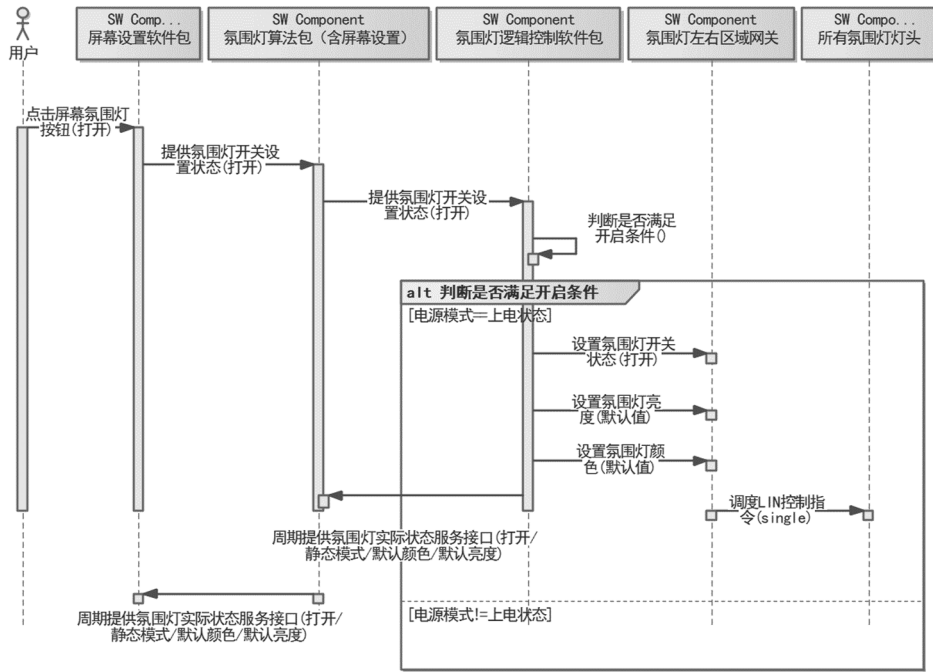 SW Comp...
屏幕设置软件包
SW Component
氛围灯算法包（含屏幕设置）
SW Component
氛围灯逻辑控制软件包
SW Component
氛围灯左右区域网关
SW Compo...
所有氛围灯灯头
用户
点击屏幕氛围灯
按钮(打开)
提供氛围灯开关设
置状态(打开)
提供氛围灯开关设
置状态(打开)
判断是否满足
开启条件()
alt 判断是否满足开启条件
[电源模式==上电状态]
设置氛围灯开关
状态(打开)
设置氛围灯亮
度(默认值)
设置氛围灯颜
色(默认值)
调度LIN控制指
令(single)
周期提供氛围灯实际状态服务接口(打开/
静态模式/默认颜色/默认亮度)
周期提供氛围灯实际状态服务接口(打开/
静态模式/默认颜色/默认亮度)
[电源模式!=上电状态]